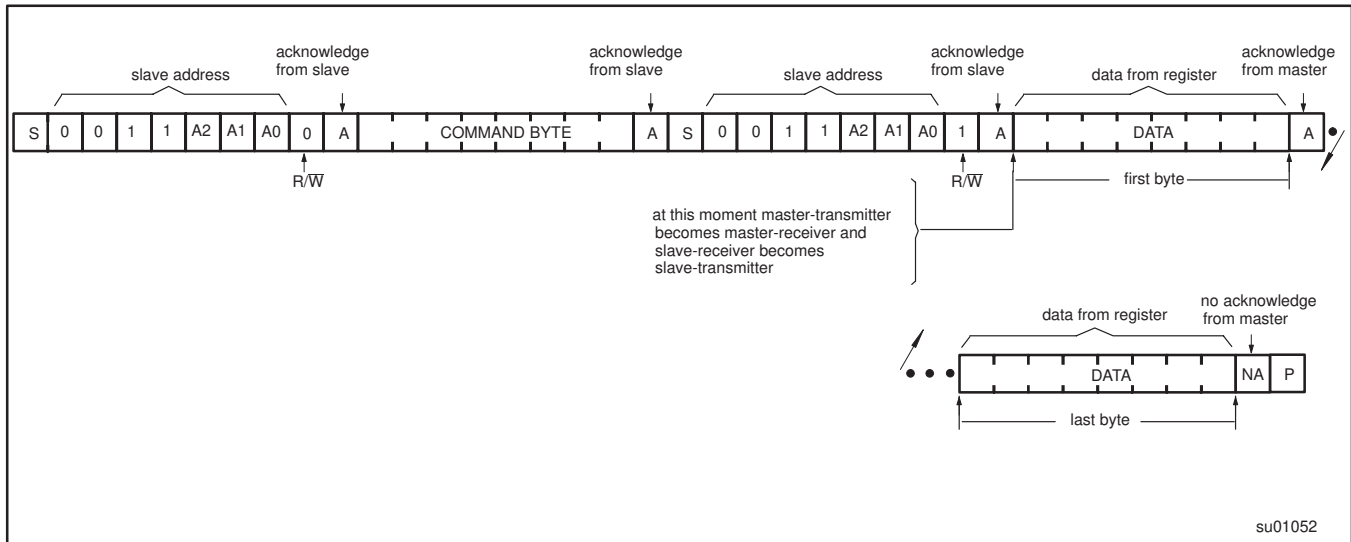 slave address
acknowledge
from slave
acknowledge
from slave
slave address
acknowledge
from slave
data from register
acknowledge
from master
S 0 0 1 1 A2 A1 A0 0 A COMMAND BYTE A S 0 0 1 1 A2 A1 A0 1 A DATA A
R/W̅
R/W̅
first byte
at this moment master-transmitter
becomes master-receiver and
slave-receiver becomes
slave-transmitter
data from register
no acknowledge
from master
DATA NA P
last byte
su01052